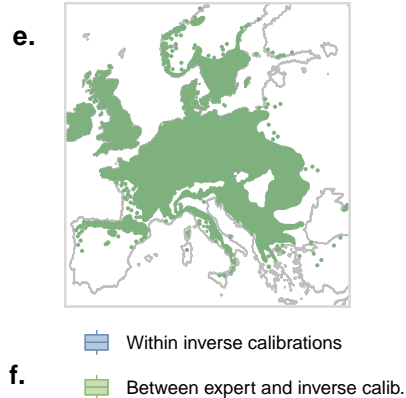 e.
Within inverse calibrations
f.
Between expert and inverse calib.